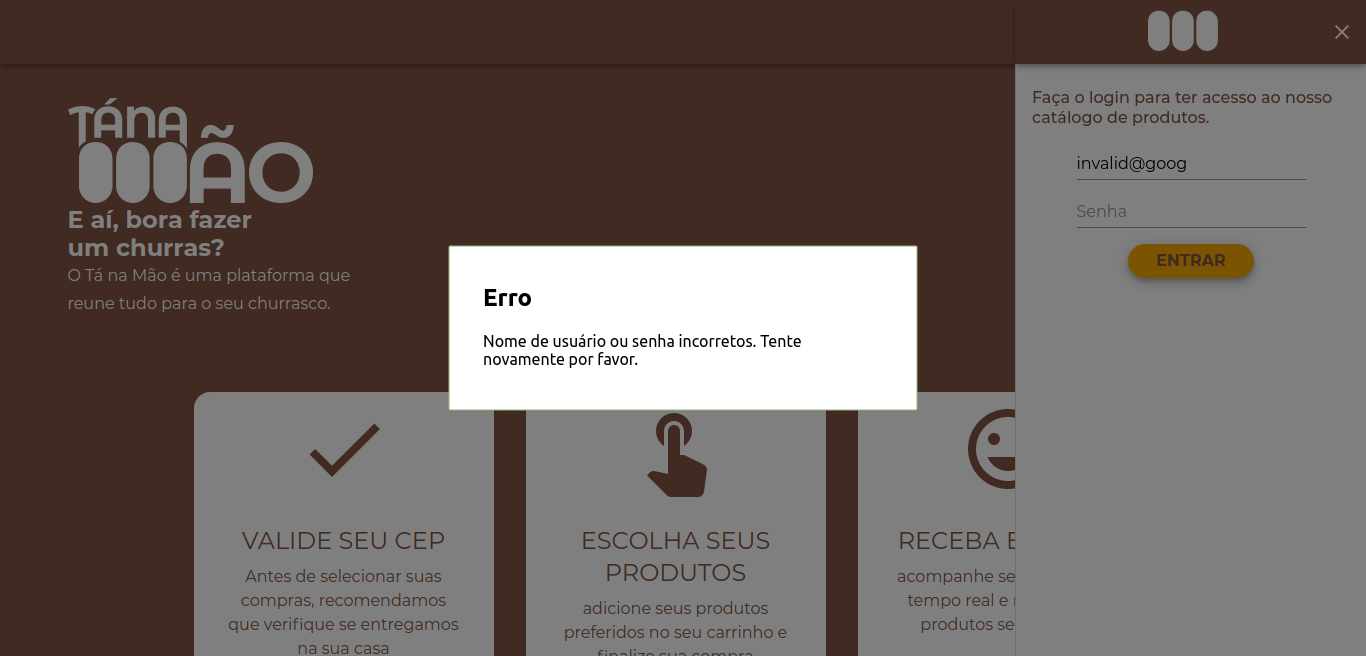 TÁ NA
MÃO
E aí, bora fazer
um churras?
O Tá na Mão é uma plataforma que
reune tudo para o seu churrasco.
Faça o login para ter acesso ao nosso
catálogo de produtos.
invalid@goog
Senha
ENTRAR
Erro
Nome de usuário ou senha incorretos. Tente
novamente por favor.
VALIDE SEU CEP
Antes de selecionar suas
compras, recomendamos
que verifique se entregamos
na sua casa
ESCOLHA SEUS
PRODUTOS
adicione seus produtos
preferidos no seu carrinho e
finalize sua compra
RECEBA E
acompanhe se
tempo real e
produtos se